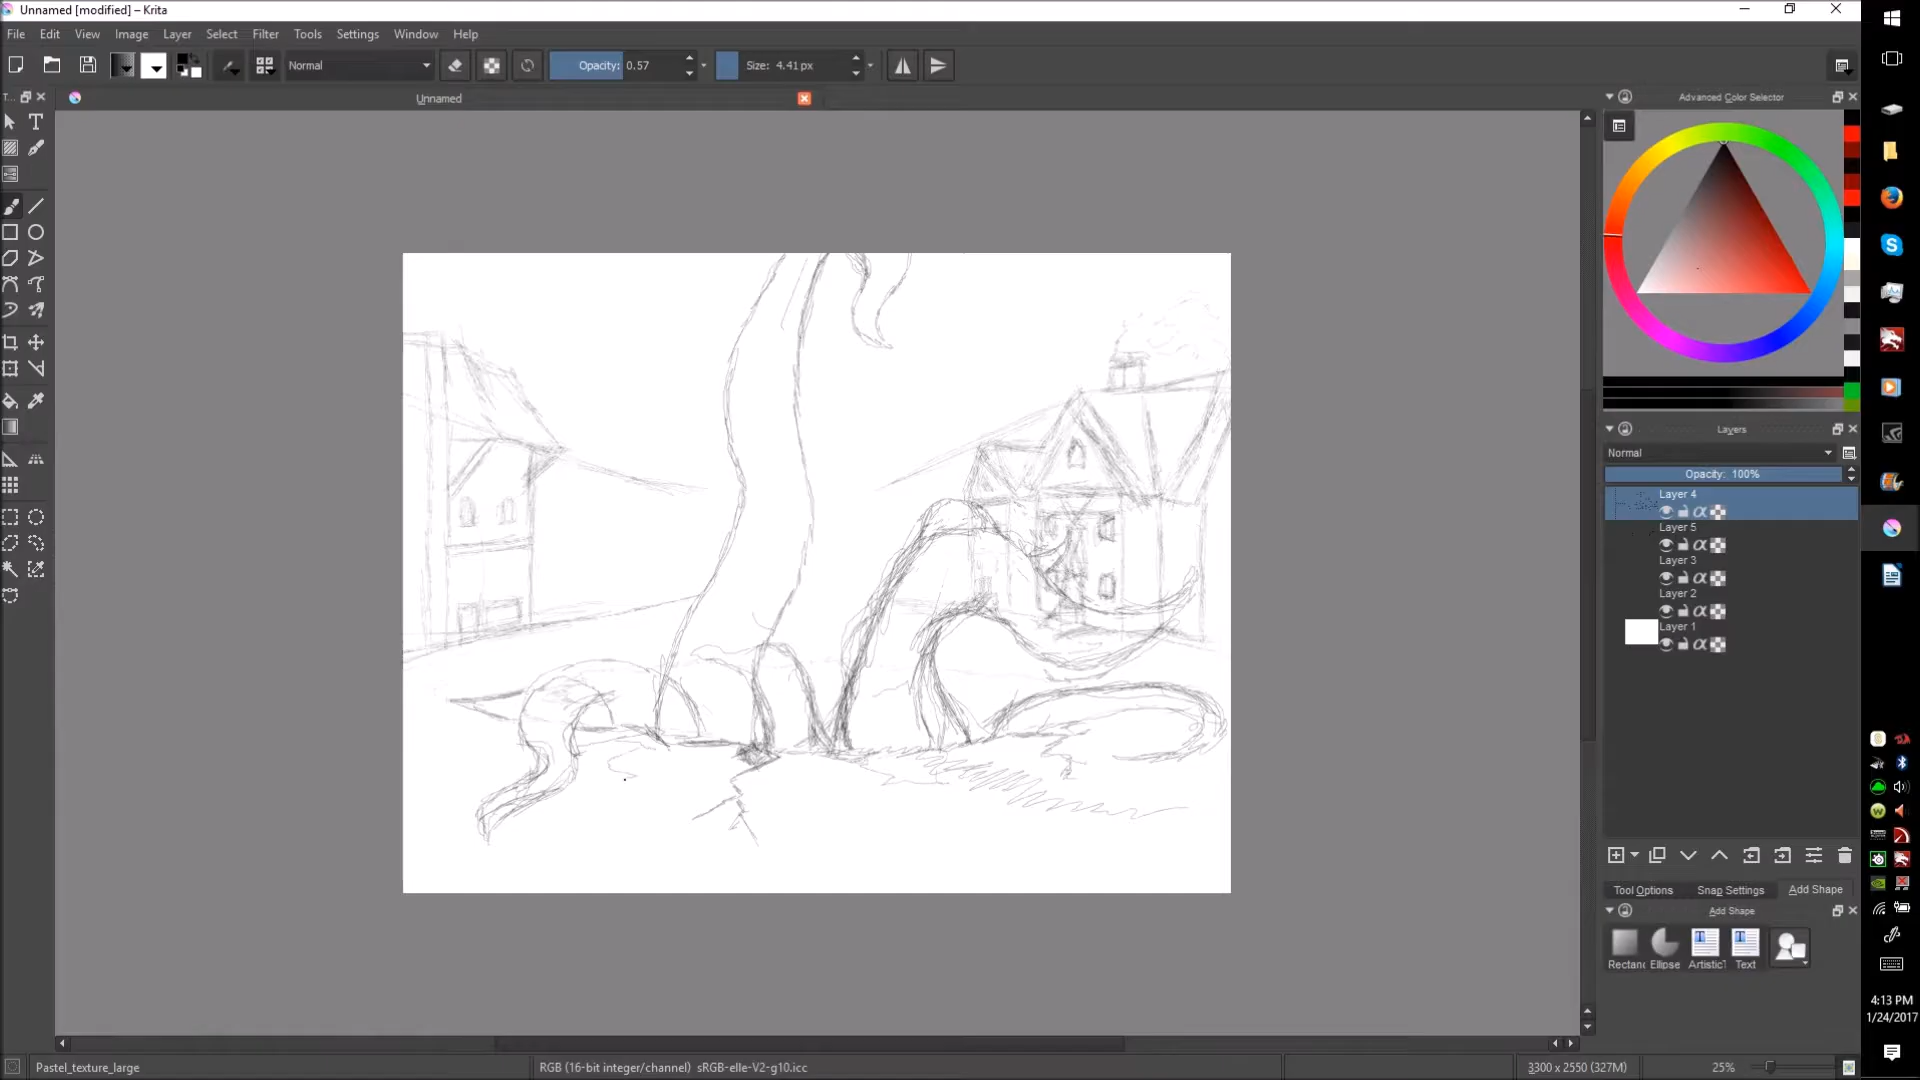 Unnamed [modified] – Krita
File Edit View Image Layer Select Filter Tools Settings Window Help
Normal Opacity: 0.57 Size: 4.41 px
T... Unnamed
Advanced Color Selector
Layers
Normal
Opacity: 100%
Layer 4
Layer 5
Layer 3
Layer 2
Layer 1
Tool Options Snap Settings Add Shape
Add Shape
Rectang Ellipse ArtisticT Text
4:13 PM
1/24/2017
Pastel_texture_large RGB (16-bit integer/channel) sRGB-elle-V2-g10.icc 3300 x 2550 (327M) 25%